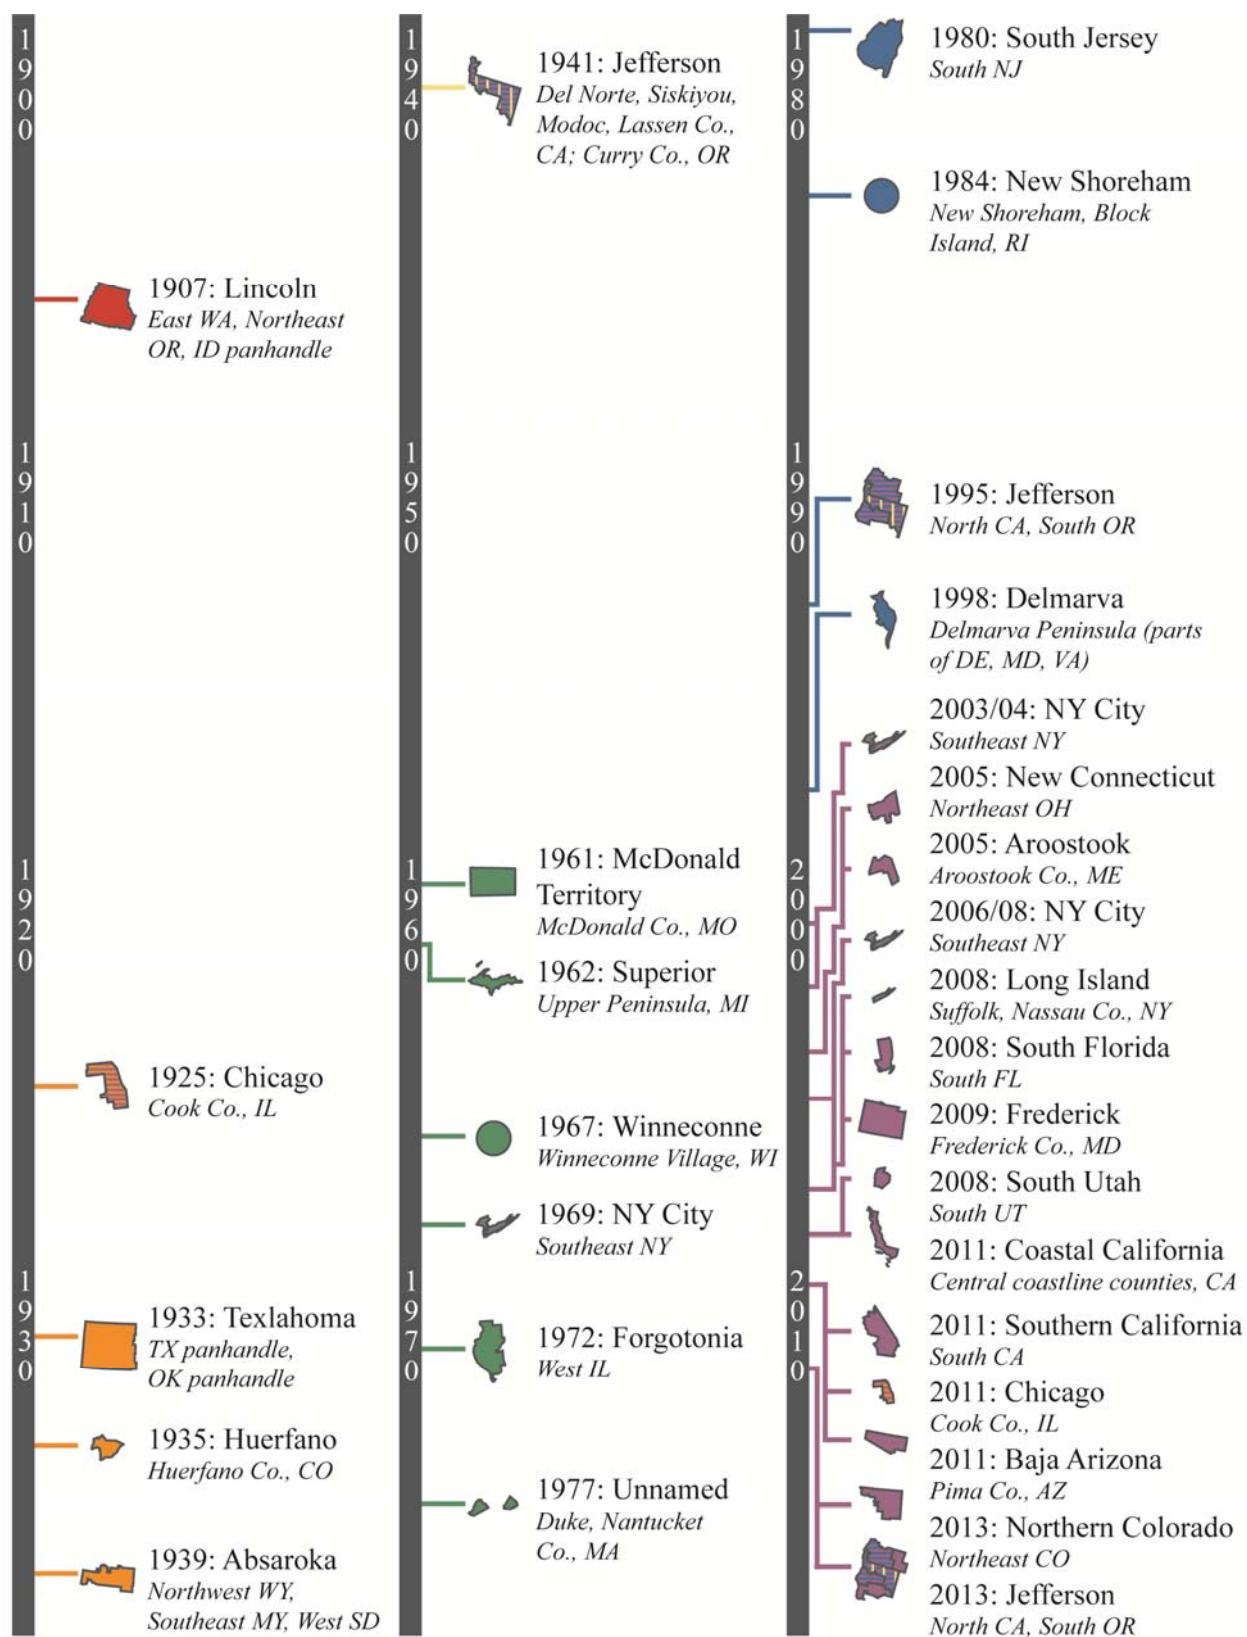 1900
1907: Lincoln
East WA, Northeast
OR, ID panhandle
1910
1920
1925: Chicago
Cook Co., IL
1930
1933: Texlahoma
TX panhandle,
OK panhandle
1935: Huerfano
Huerfano Co., CO
1939: Absaroka
Northwest WY,
Southeast MY, West SD
1940
1941: Jefferson
Del Norte, Siskiyou,
Modoc, Lassen Co.,
CA; Curry Co., OR
1950
1961: McDonald
Territory
McDonald Co., MO
1960
1962: Superior
Upper Peninsula, MI
1967: Winneconne
Winneconne Village, WI
1969: NY City
Southeast NY
1970
1972: Forgotonia
West IL
1977: Unnamed
Duke, Nantucket
Co., MA
1980
1980: South Jersey
South NJ
1984: New Shoreham
New Shoreham, Block
Island, RI
1990
1995: Jefferson
North CA, South OR
1998: Delmarva
Delmarva Peninsula (parts
of DE, MD, VA)
2003/04: NY City
Southeast NY
2005: New Connecticut
Northeast OH
2000
2005: Aroostook
Aroostook Co., ME
2006/08: NY City
Southeast NY
2008: Long Island
Suffolk, Nassau Co., NY
2008: South Florida
South FL
2009: Frederick
Frederick Co., MD
2008: South Utah
South UT
2011: Coastal California
Central coastline counties, CA
2010
2011: Southern California
South CA
2011: Chicago
Cook Co., IL
2011: Baja Arizona
Pima Co., AZ
2013: Northern Colorado
Northeast CO
2013: Jefferson
North CA, South OR